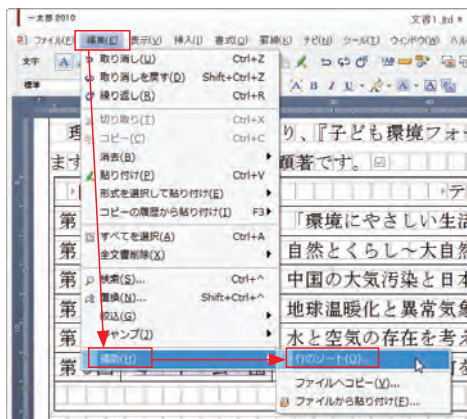 一太郎 2010 文書1.jtd *
ファイル(F) 編集(E) 表示(V) 挿入(I) 書式(O) 罫線(K) ナビ(N) ツール(T) ウィンドウ(W) ヘル
文字
標準
取り消し(U) Ctrl+Z
取り消しを戻す(D) Shift+Ctrl+Z
繰り返し(R) Ctrl+R
切り取り(T) Ctrl+X
コピー(C) Ctrl+C
消去(B)
貼り付け(P) Ctrl+V
形式を選択して貼り付け(E)
コピーの履歴から貼り付け(I) F3
すべてを選択(A) Ctrl+A
全文書削除(X)
検索(S)... Ctrl+^
置換(N)... Shift+Ctrl+^
絞込(G)
ジャンプ(J)
補助(H)
行のソート(O)...
ファイルへコピー(Y)...
ファイルから貼り付け(F)...
り、『子ども環境フォ
ます 顕著です。
テ
第 「環境にやさしい生活
第 自然とくらし~大自然
第 中国の大気汚染と日本
第 地球温暖化と異常気象
第 水と空気の存在を考え
第